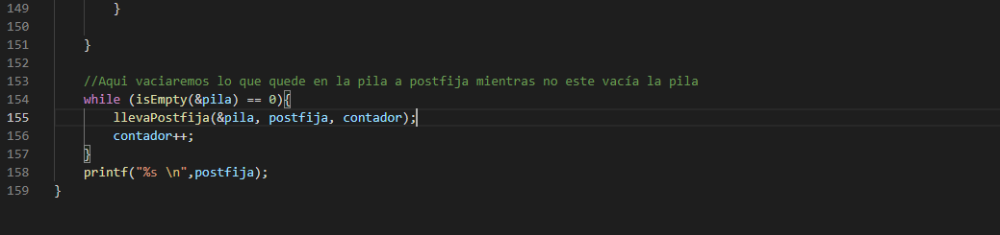 149 }
150
151 }
152
153 //Aqui vaciaremos lo que quede en la pila a postfija mientras no este vacía la pila
154 while (isEmpty(&pila) == 0){
155 llevaPostfija(&pila, postfija, contador);
156 contador++;
157 }
158 printf("%s \n",postfija);
159 }